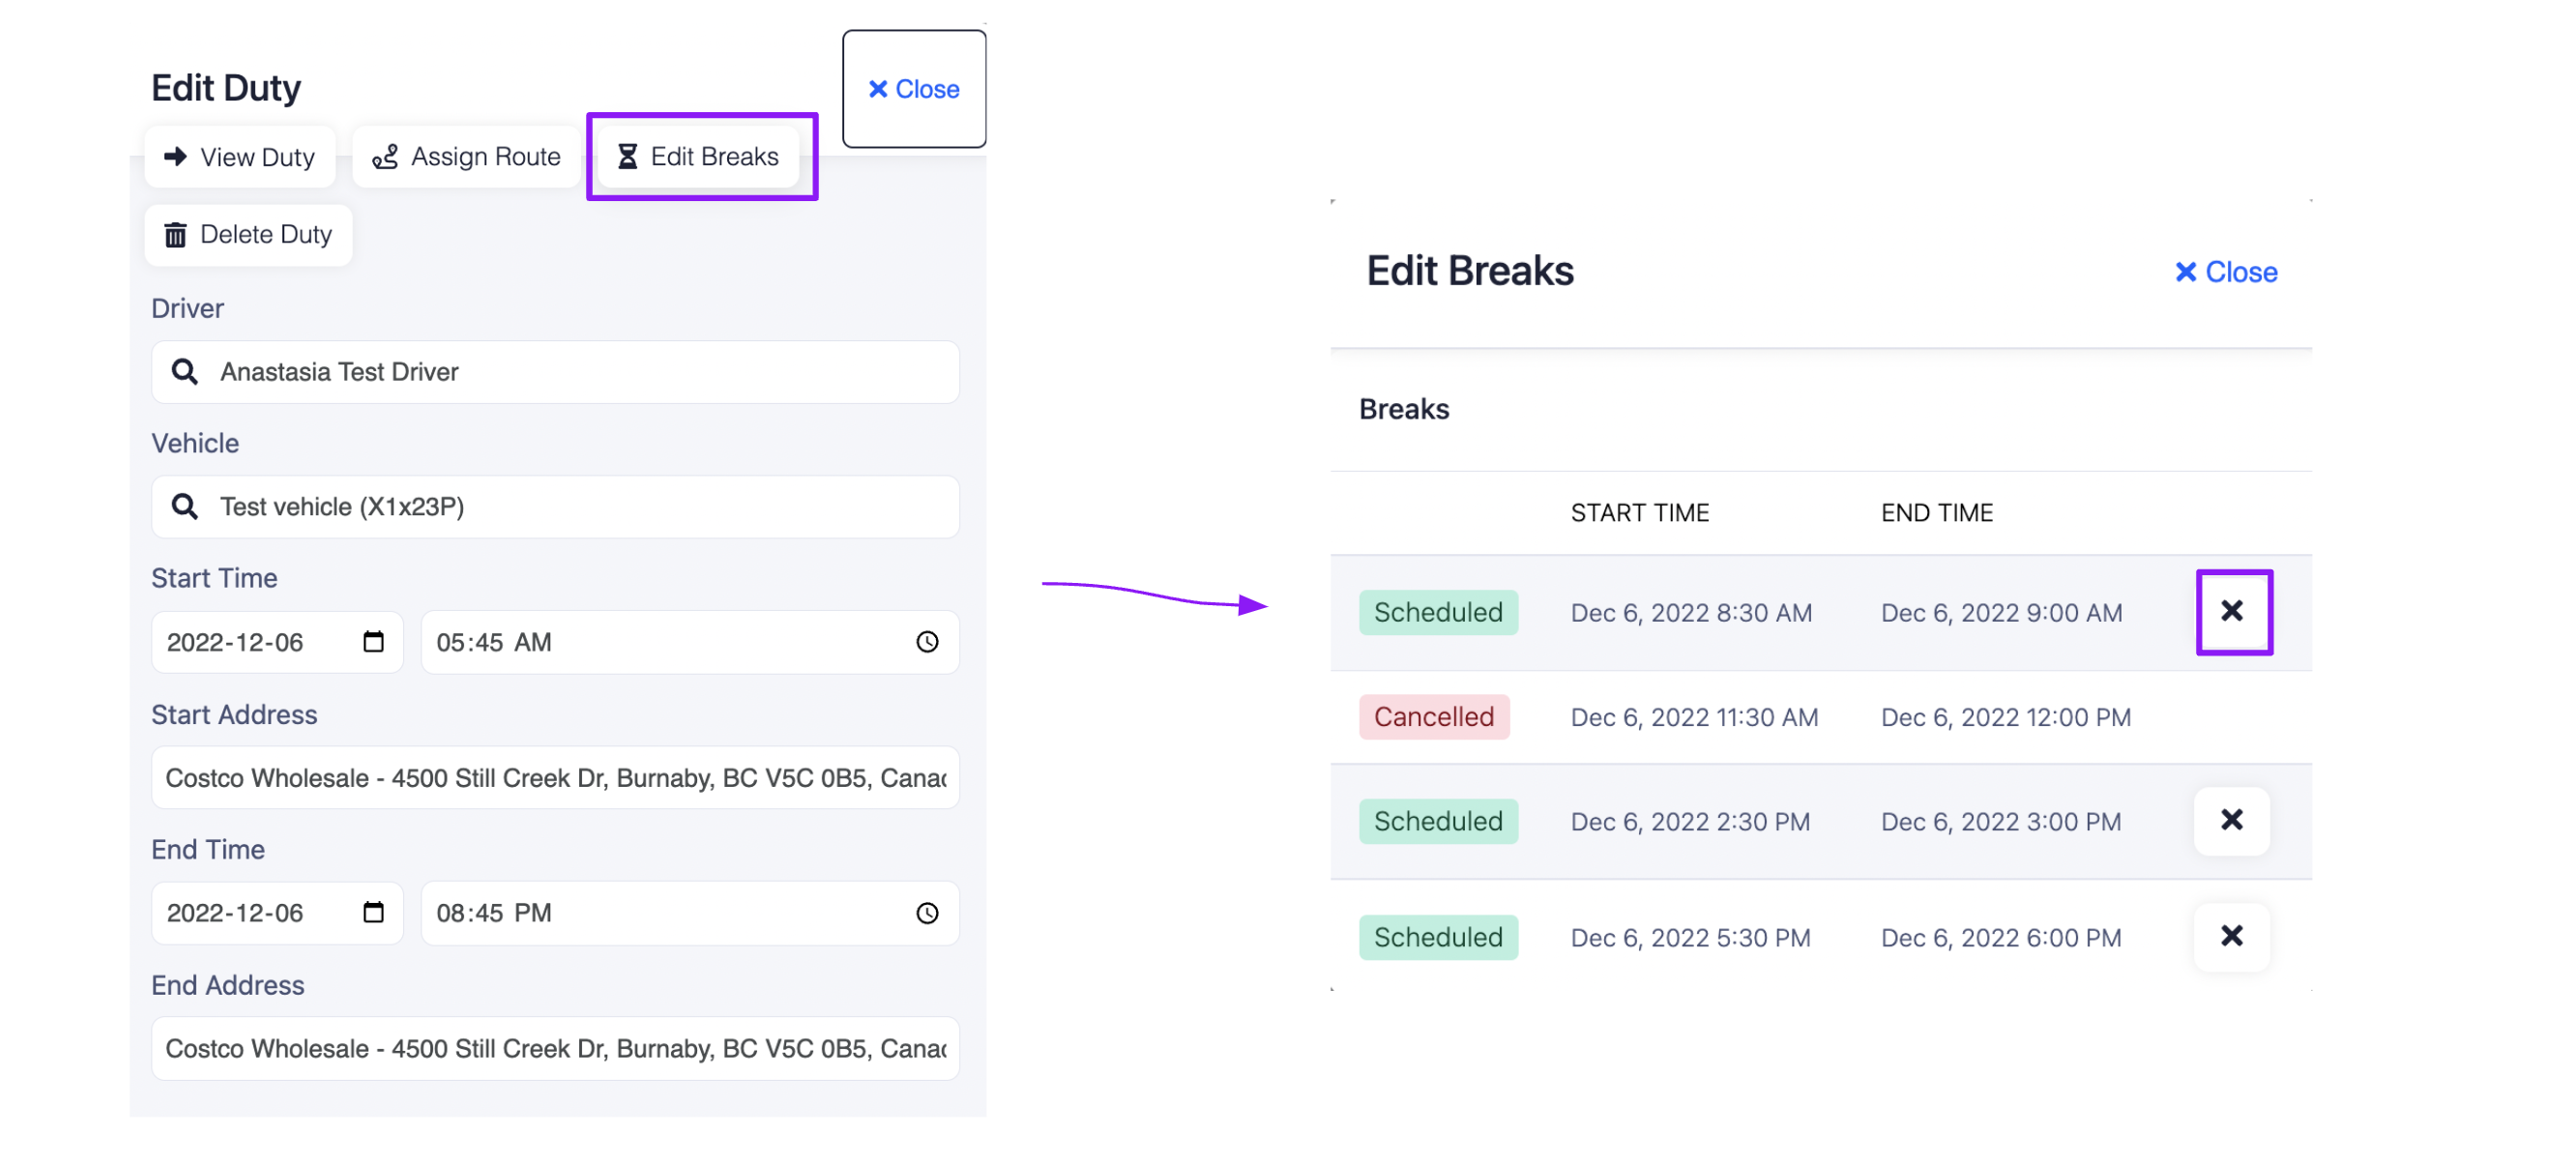 Edit Duty
Close
View Duty
Assign Route
Edit Breaks
Delete Duty
Driver
Anastasia Test Driver
Vehicle
Test vehicle (X1x23P)
Start Time
2022-12-06
05:45 AM
Start Address
Costco Wholesale - 4500 Still Creek Dr, Burnaby, BC V5C 0B5, Canac
End Time
2022-12-06
08:45 PM
End Address
Costco Wholesale - 4500 Still Creek Dr, Burnaby, BC V5C 0B5, Canac
Edit Breaks
Close
Breaks
START TIME END TIME
Scheduled Dec 6, 2022 8:30 AM Dec 6, 2022 9:00 AM
Cancelled Dec 6, 2022 11:30 AM Dec 6, 2022 12:00 PM
Scheduled Dec 6, 2022 2:30 PM Dec 6, 2022 3:00 PM
Scheduled Dec 6, 2022 5:30 PM Dec 6, 2022 6:00 PM